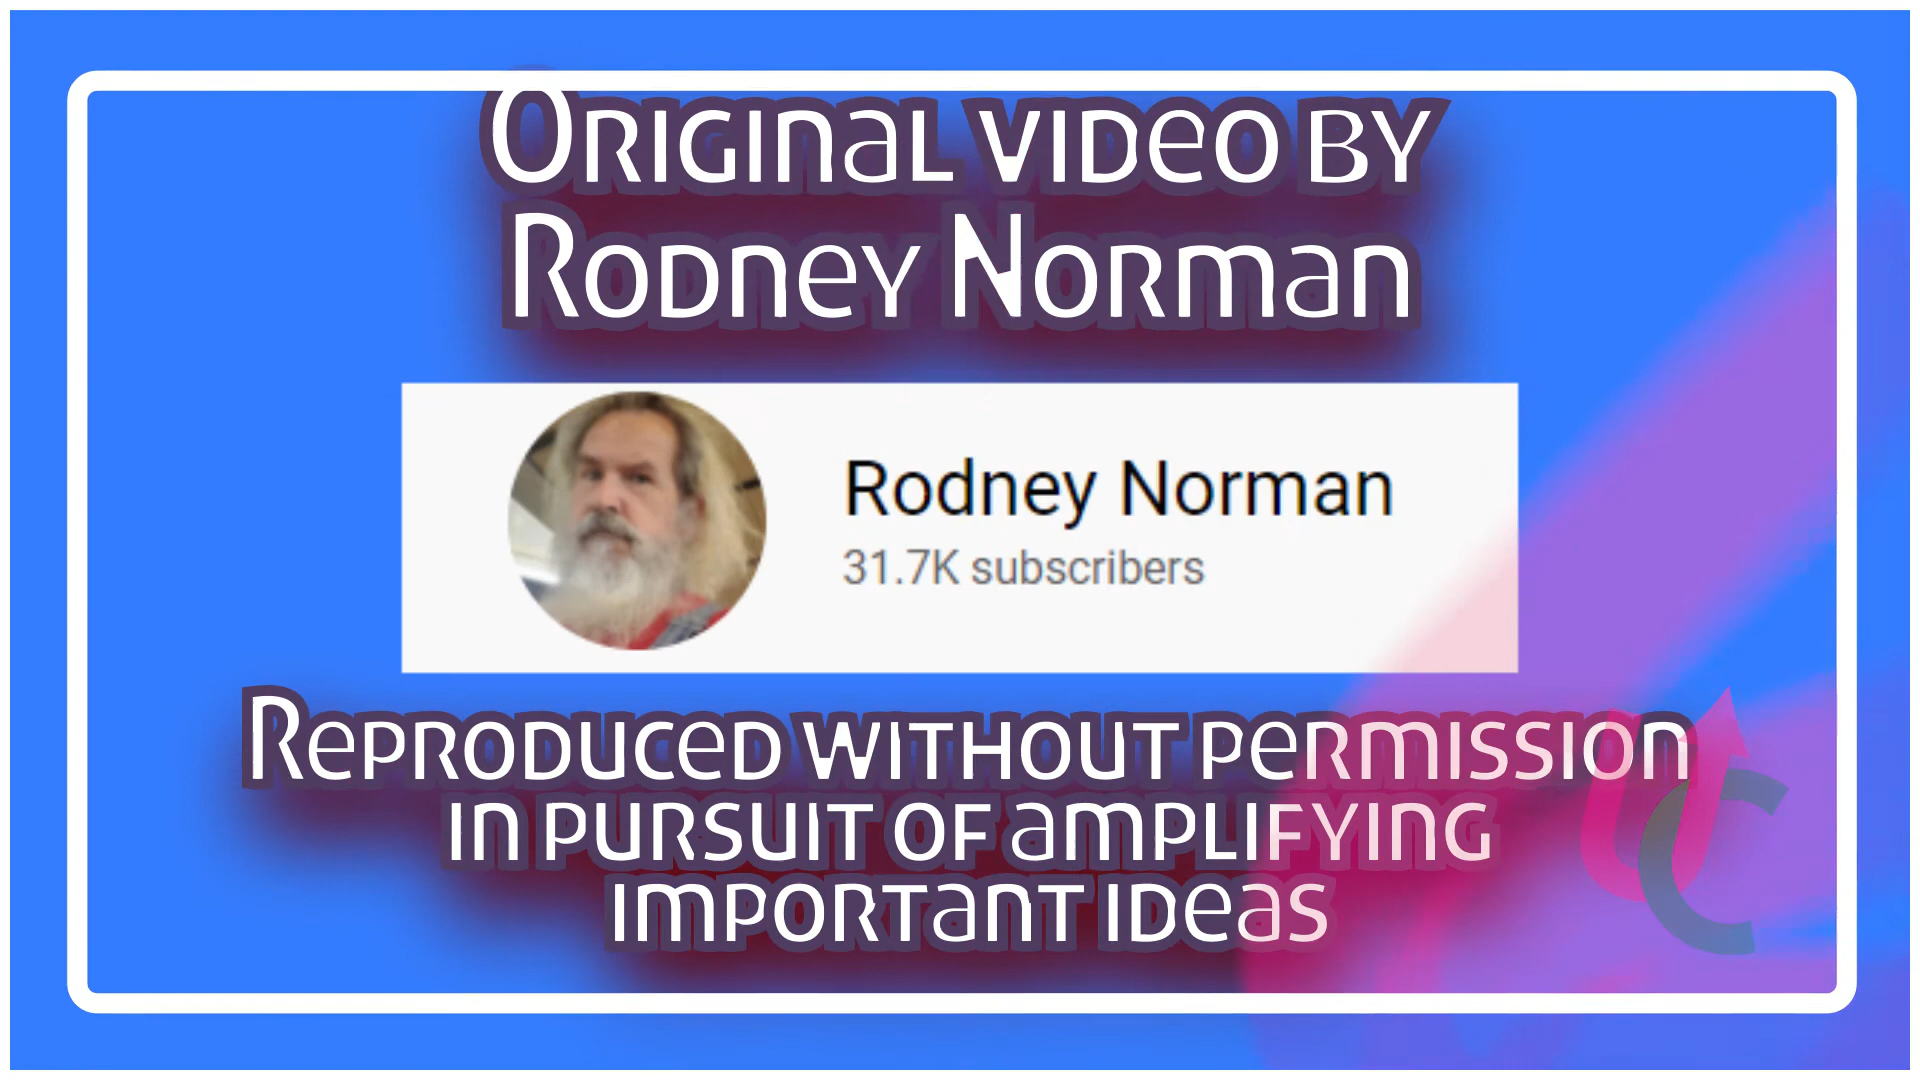 Original video by
Rodney Norman
Rodney Norman
31.7K subscribers
Reproduced without permission
in pursuit of amplifying
important ideas
UC